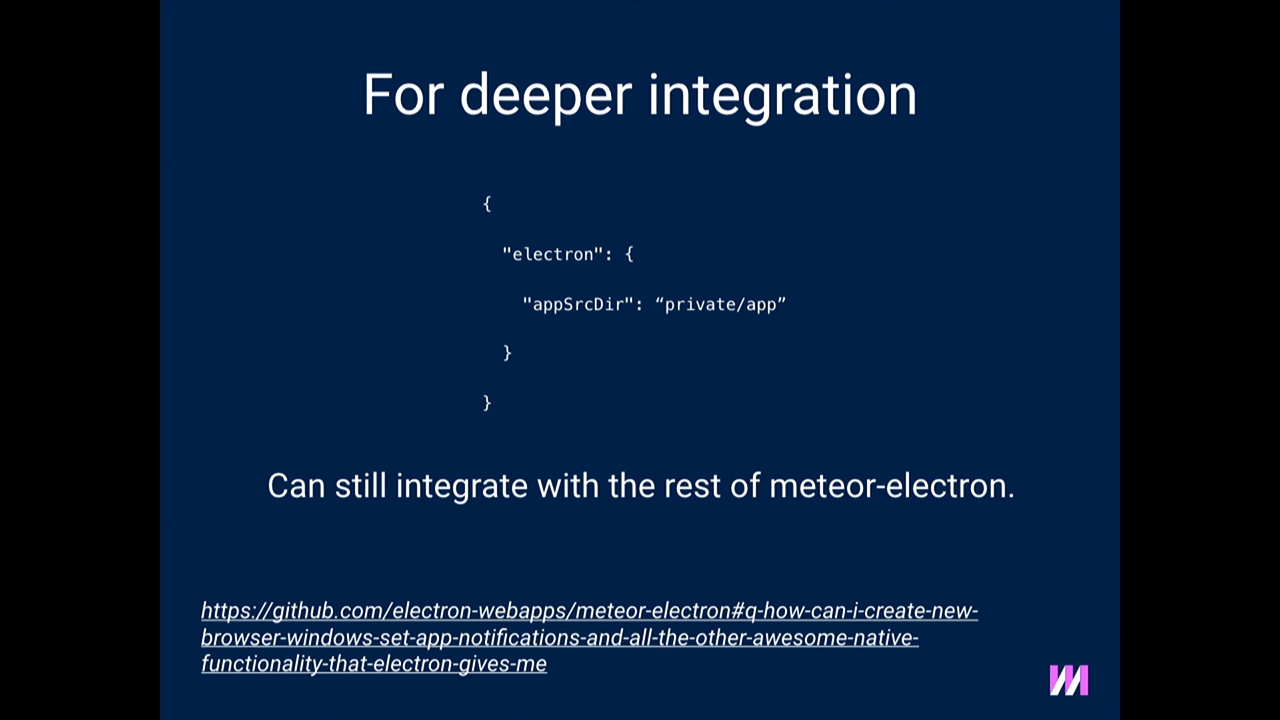 For deeper integration
{
"electron": {
"appSrcDir": “private/app”
}
}
Can still integrate with the rest of meteor-electron.
https://github.com/electron-webapps/meteor-electron#q-how-can-i-create-new-
browser-windows-set-app-notifications-and-all-the-other-awesome-native-
functionality-that-electron-gives-me